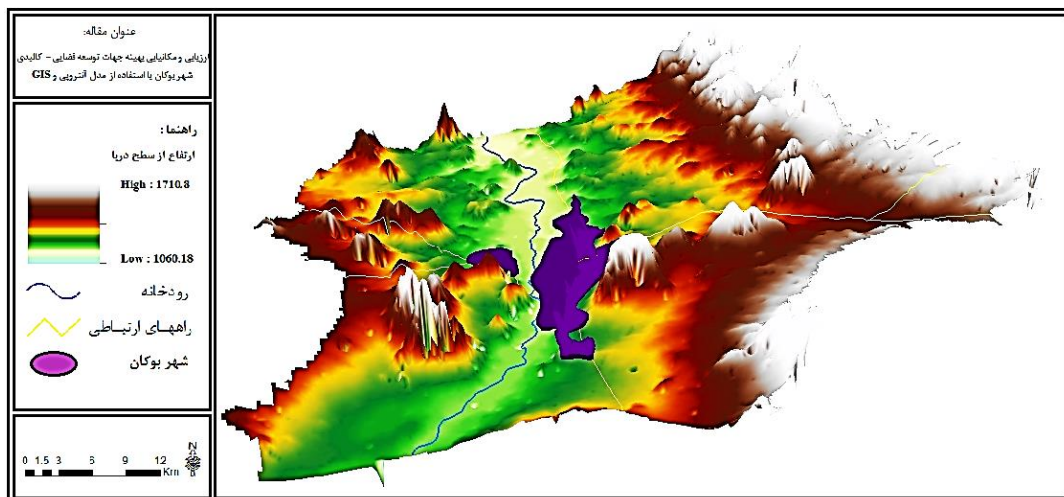 عنوان مقاله:
ارزیابی و مکانیابی بهینه جهات توسعه فضایی - کالبدی
شهر بوکان با استفاده از مدل آنتروپی و GIS
راهنما :
ارتفاع از سطح دریا
High : 1710.8
Low : 1060.18
رودخانه
راههای ارتباطی
شهر بوکان
0 1.5 3 6 9 12
Km